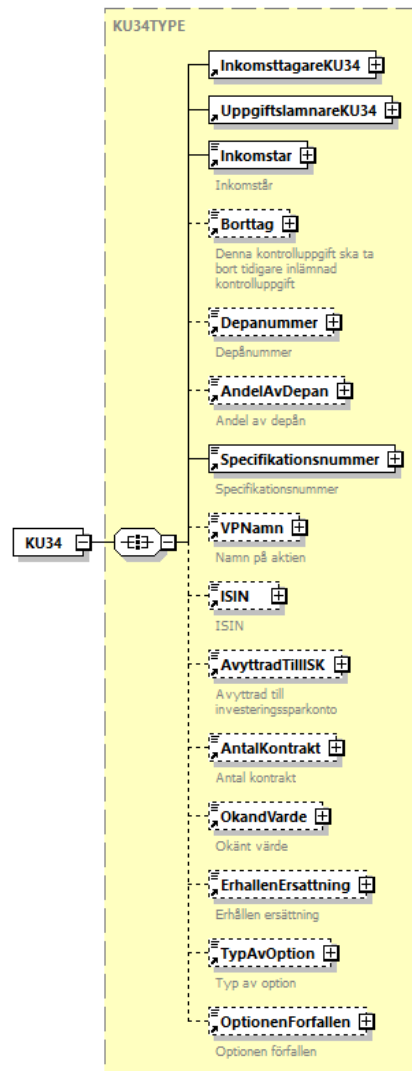 KU34TYPE
InkomsttagareKU34
UppgiftslamnareKU34
Inkomstar
Inkomstår
Borttag
Denna kontrolluppgift ska ta
bort tidigare inlämnad
kontrolluppgift
Depanummer
Depånummer
AndelAvDepan
Andel av depån
Specifikationsnummer
Specifikationsnummer
KU34
VPNamn
Namn på aktien
ISIN
ISIN
AvyttradTillISK
Avyttrad till
investeringssparkonto
AntalKontrakt
Antal kontrakt
OkandVarde
Okänt värde
ErhallenErsattning
Erhållen ersättning
TypAvOption
Typ av option
OptionenForfallen
Optionen förfallen